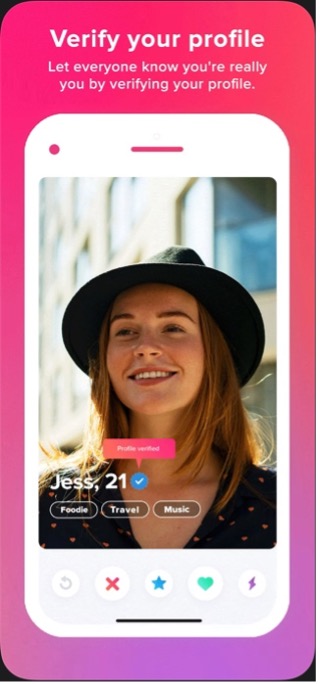 Verify your profile
Let everyone know you're really
you by verifying your profile.
Profile verified
Jess, 21
Foodie Travel Music